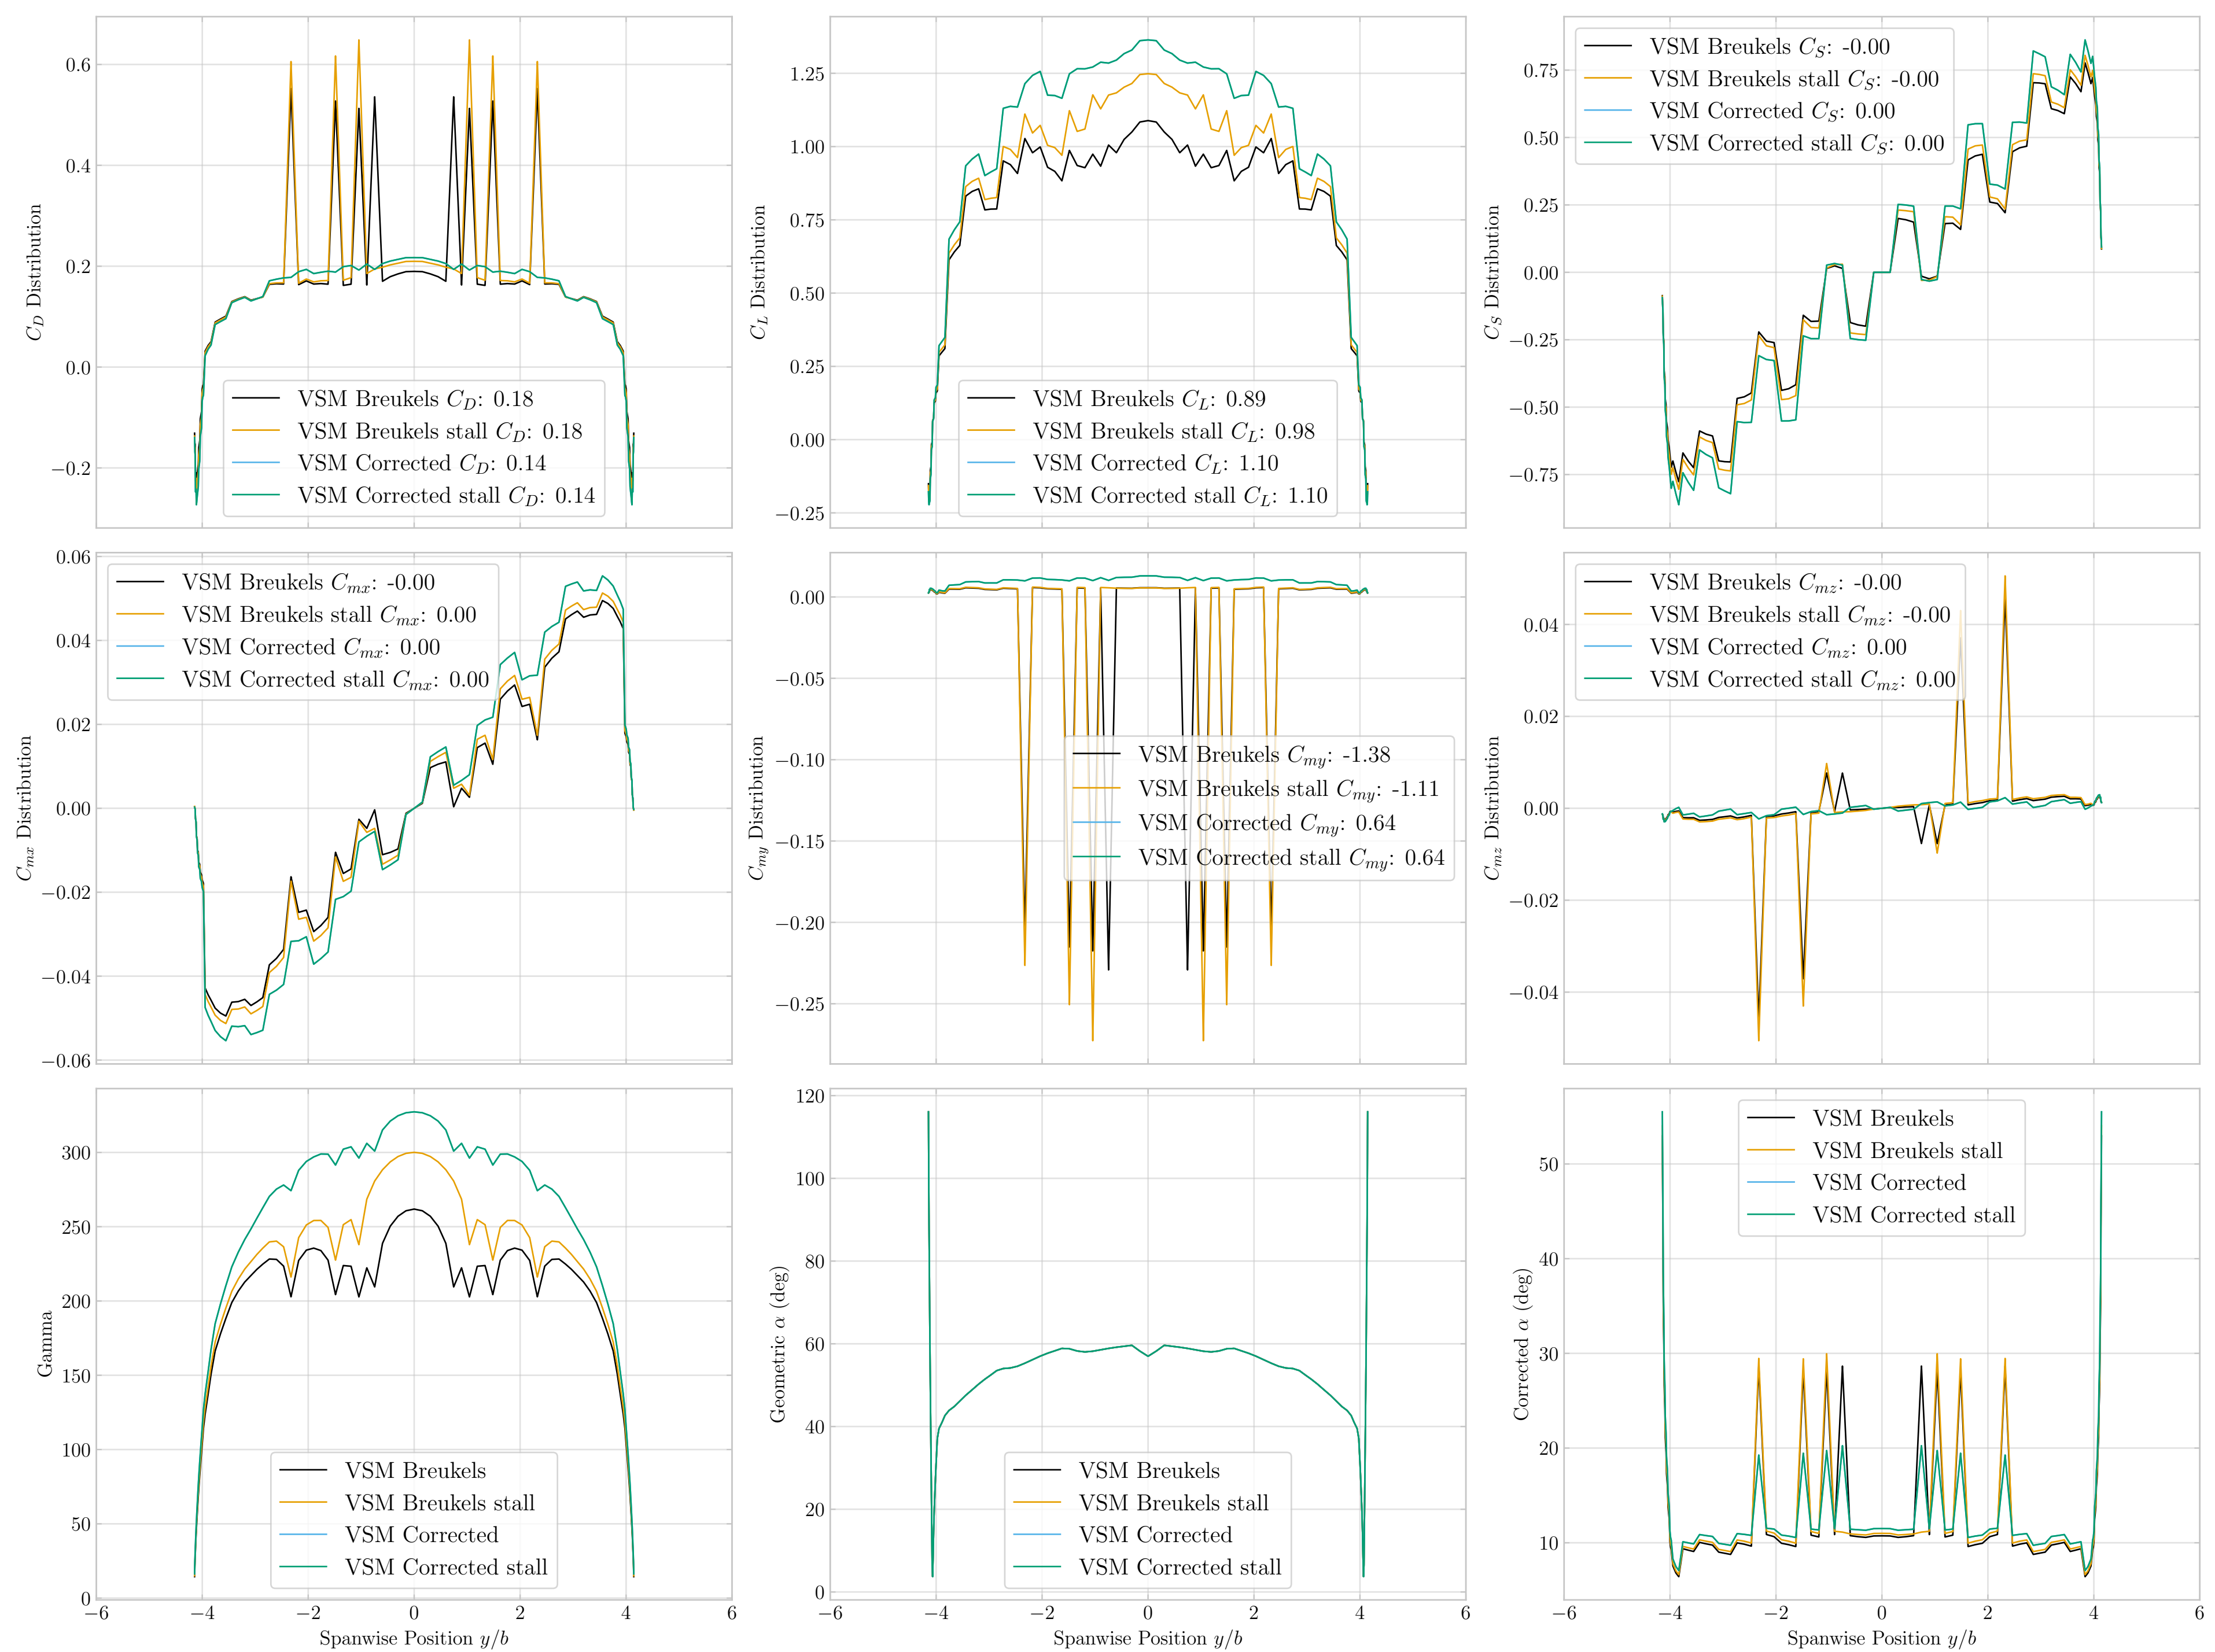 0.6
0.4
0.2
0.0
−0.2
C_D Distribution
VSM Breukels C_D: 0.18
VSM Breukels stall C_D: 0.18
VSM Corrected C_D: 0.14
VSM Corrected stall C_D: 0.14
1.25
1.00
0.75
0.50
0.25
0.00
−0.25
C_L Distribution
VSM Breukels C_L: 0.89
VSM Breukels stall C_L: 0.98
VSM Corrected C_L: 1.10
VSM Corrected stall C_L: 1.10
0.75
0.50
0.25
0.00
−0.25
−0.50
−0.75
C_S Distribution
VSM Breukels C_S: -0.00
VSM Breukels stall C_S: -0.00
VSM Corrected C_S: 0.00
VSM Corrected stall C_S: 0.00
0.06
0.04
0.02
0.00
−0.02
−0.04
−0.06
C_mx Distribution
VSM Breukels C_mx: -0.00
VSM Breukels stall C_mx: 0.00
VSM Corrected C_mx: 0.00
VSM Corrected stall C_mx: 0.00
0.00
−0.05
−0.10
−0.15
−0.20
−0.25
C_my Distribution
VSM Breukels C_my: -1.38
VSM Breukels stall C_my: -1.11
VSM Corrected C_my: 0.64
VSM Corrected stall C_my: 0.64
0.04
0.02
0.00
−0.02
−0.04
C_mz Distribution
VSM Breukels C_mz: -0.00
VSM Breukels stall C_mz: -0.00
VSM Corrected C_mz: 0.00
VSM Corrected stall C_mz: 0.00
300
250
200
150
100
50
0
Gamma
VSM Breukels
VSM Breukels stall
VSM Corrected
VSM Corrected stall
−6 −4 −2 0 2 4 6
Spanwise Position y/b
120
100
80
60
40
20
0
Geometric α (deg)
VSM Breukels
VSM Breukels stall
VSM Corrected
VSM Corrected stall
−6 −4 −2 0 2 4 6
Spanwise Position y/b
50
40
30
20
10
Corrected α (deg)
VSM Breukels
VSM Breukels stall
VSM Corrected
VSM Corrected stall
−6 −4 −2 0 2 4 6
Spanwise Position y/b